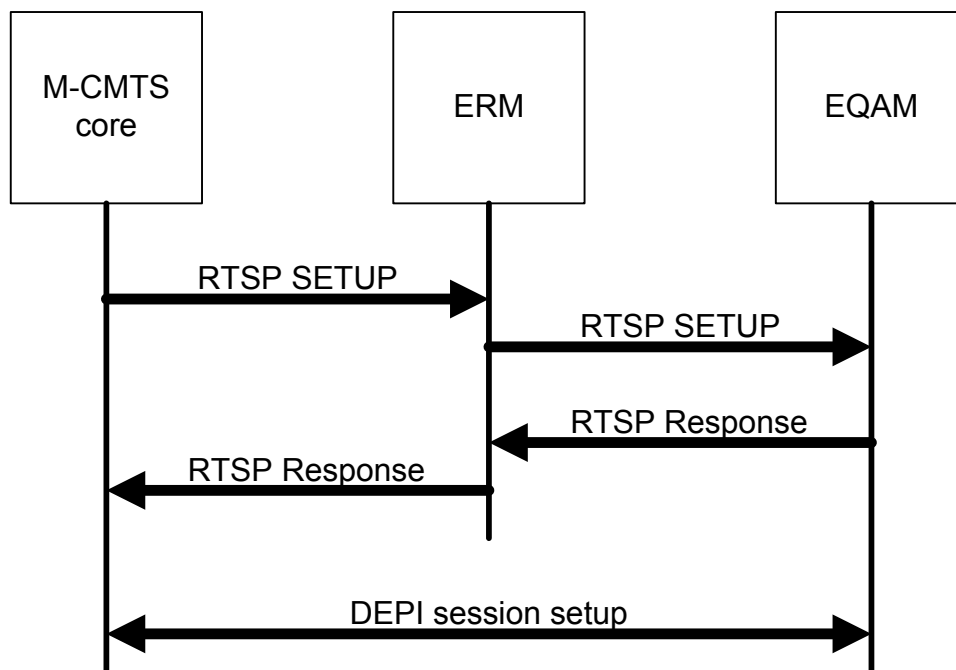 M-CMTS
core
ERM
EQAM
RTSP SETUP
RTSP SETUP
RTSP Response
RTSP Response
DEPI session setup